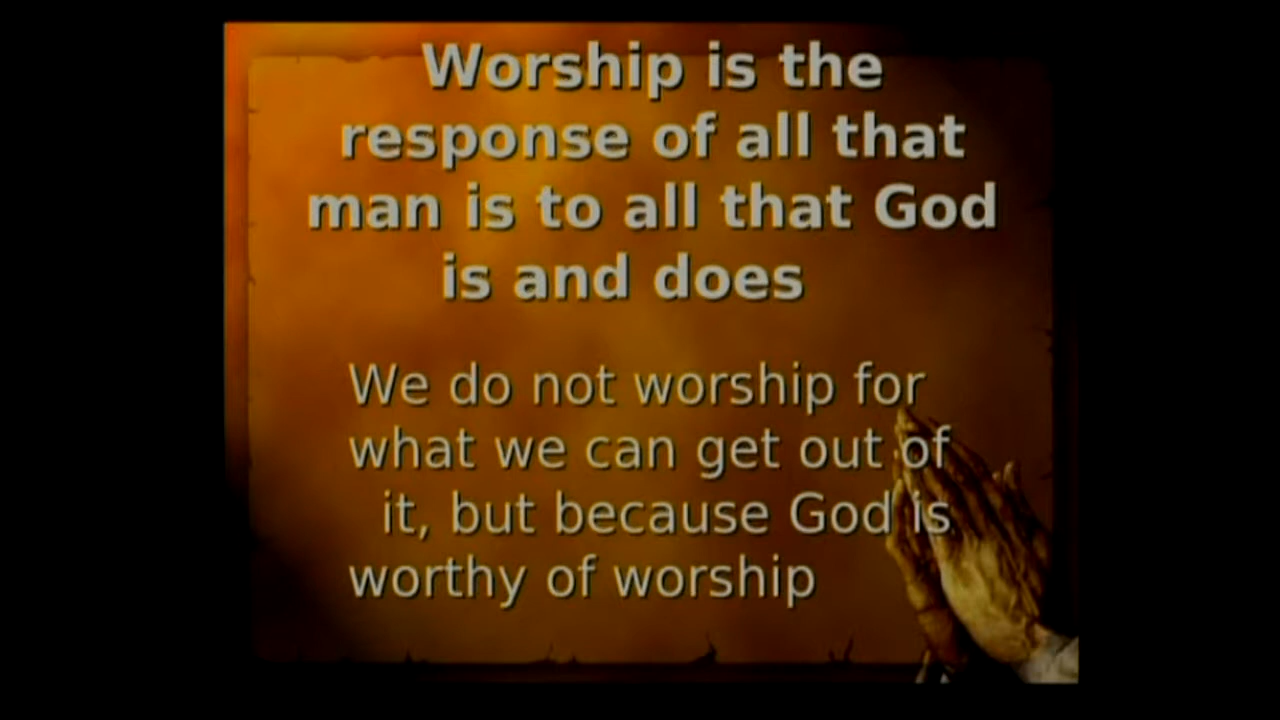 Worship is the
response of all that
man is to all that God
is and does
We do not worship for
what we can get out of
it, but because God is
worthy of worship